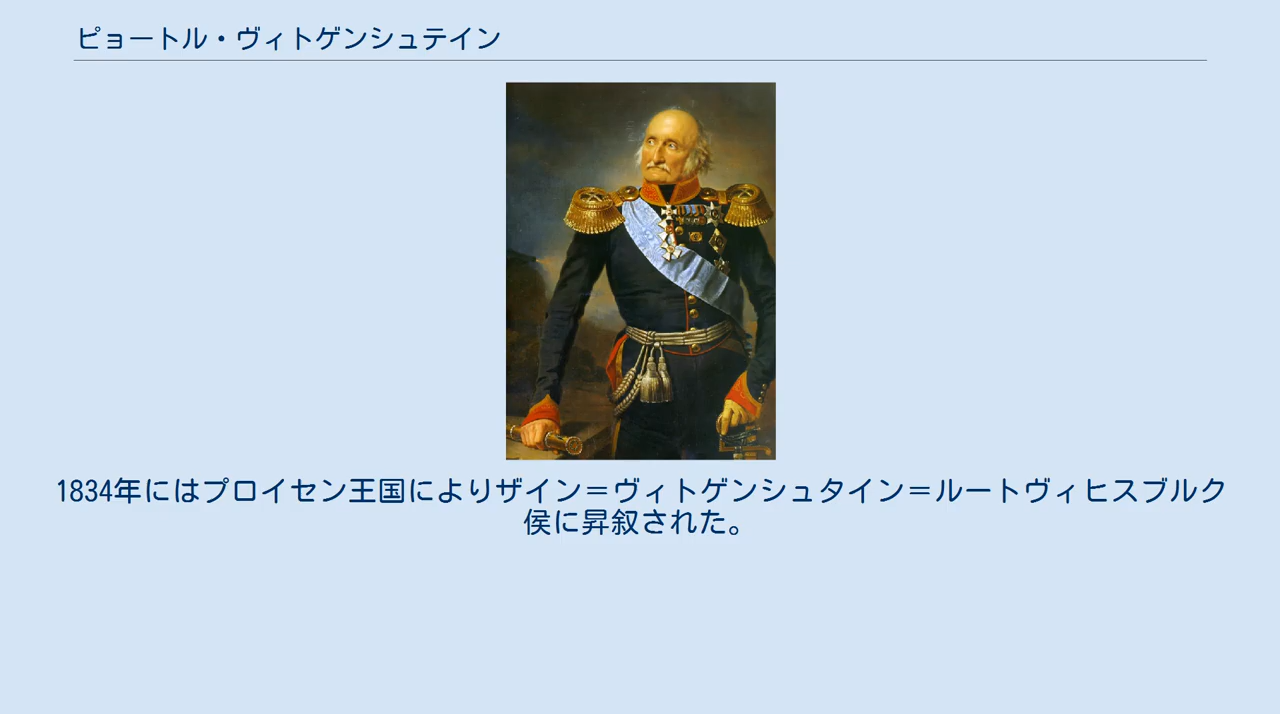 ピョートル・ヴィトゲンシュテイン
1834年にはプロイセン王国によりザイン＝ヴィトゲンシュタイン＝ルートヴィヒスブルク
侯に昇叙された。